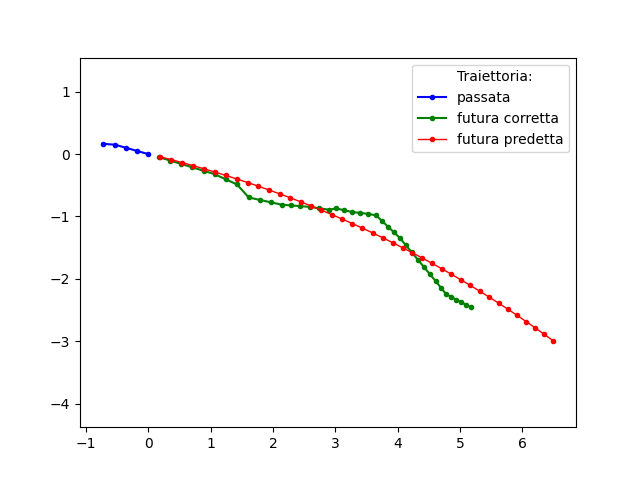 Traiettoria:
passata
futura corretta
futura predetta
1
0
−1
−2
−3
−4
−1 0 1 2 3 4 5 6